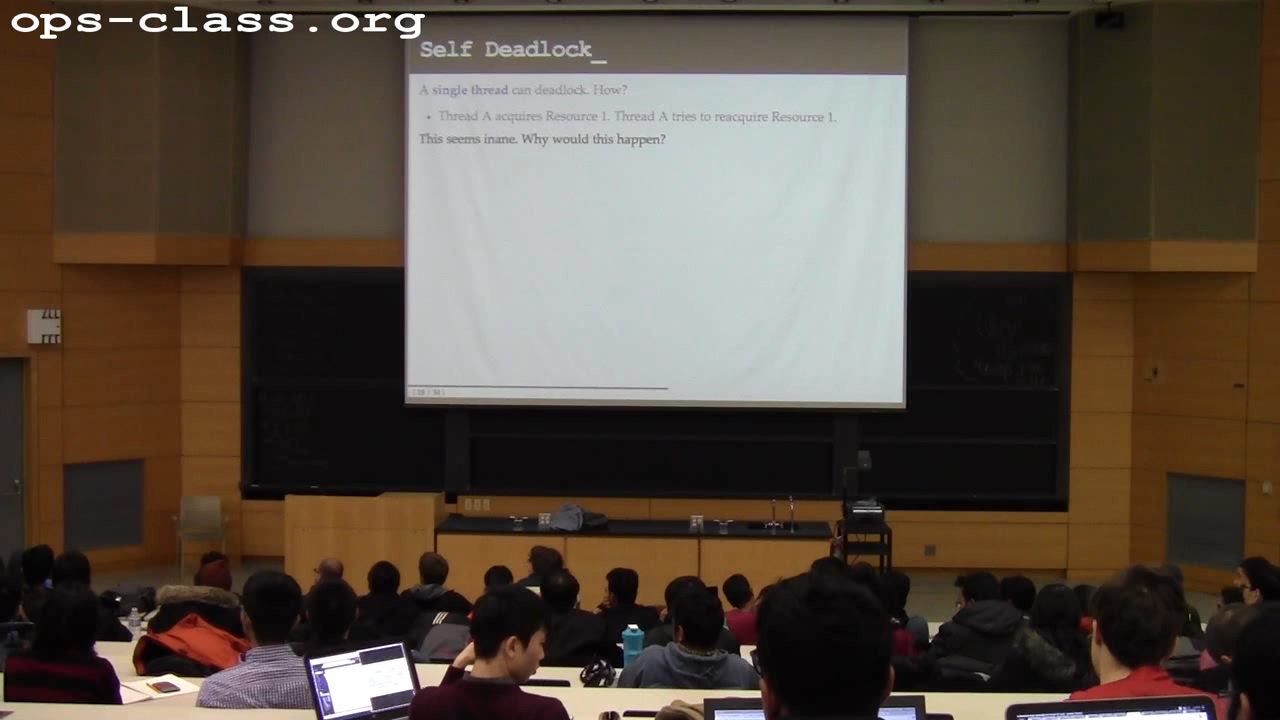 ops-class.org
Self Deadlock_
A single thread can deadlock. How?
• Thread A acquires Resource 1. Thread A tries to reacquire Resource 1.
This seems inane. Why would this happen?